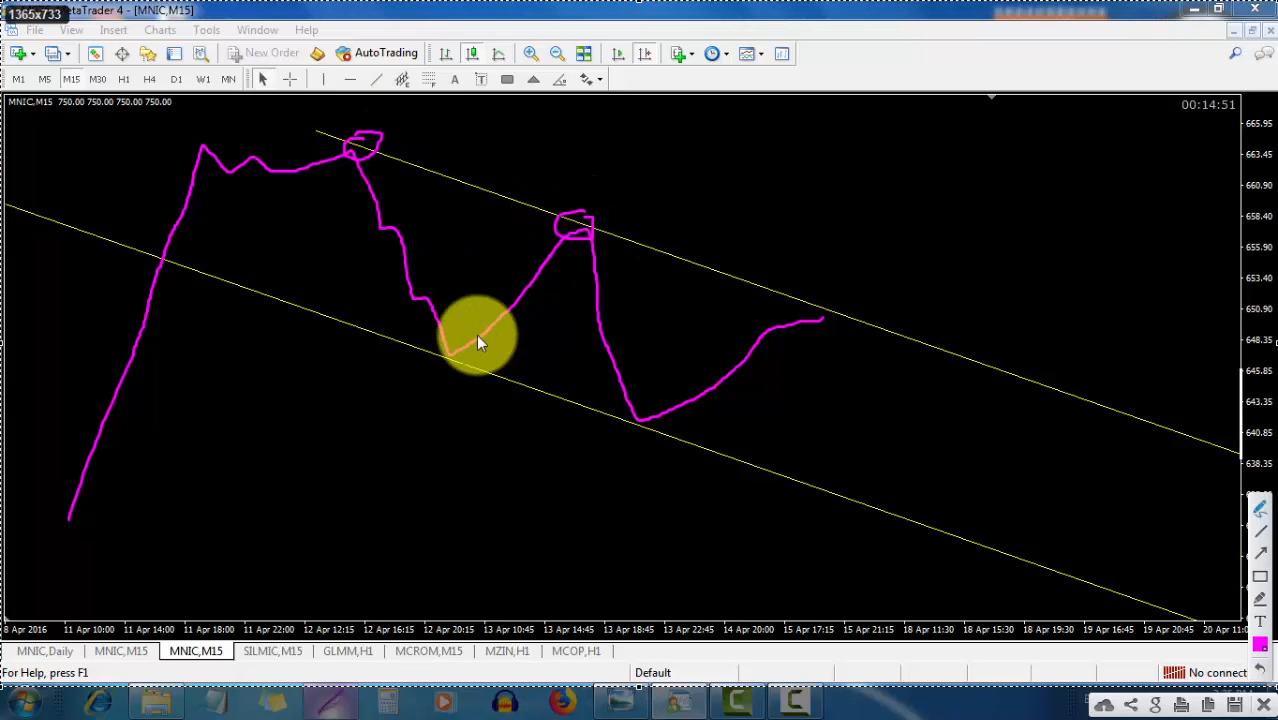 1365x733
etaTrader 4 - [MNIC,M15]
File View Insert Charts Tools Window Help
New Order AutoTrading
A T
M1 M5 M15 M30 H1 H4 D1 W1 MN
MNIC,M15 750.00 750.00 750.00 750.00
00:14:51
665.95
663.45
660.90
658.40
655.90
653.40
650.90
648.35
645.85
643.35
640.85
638.35
8 Apr 2016 11 Apr 10:00 11 Apr 14:00 11 Apr 18:00 11 Apr 22:00 12 Apr 12:15 12 Apr 16:15 12 Apr 20:15 13 Apr 10:45 13 Apr 14:45 13 Apr 18:45 13 Apr 22:45 14 Apr 20:00 15 Apr 17:15 15 Apr 21:15 18 Apr 11:30 18 Apr 15:30 18 Apr 19:30 19 Apr 16:45 19 Apr 20:45 20 Apr
MNIC,Daily MNIC,M15 MNIC,M15 SILMIC,M15 GLMM,H1 MCROM,M15 MZIN,H1 MCOP,H1
For Help, press F1 Default No connect